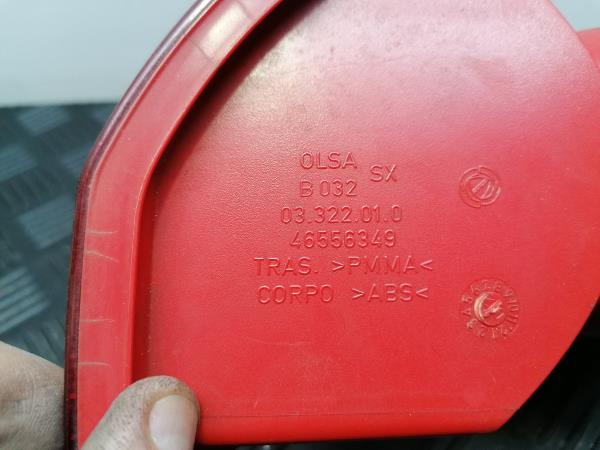 OLSA SX
B 032
03.322.01.0
46556349
TRAS. >PMMA<
CORPO >ABS<